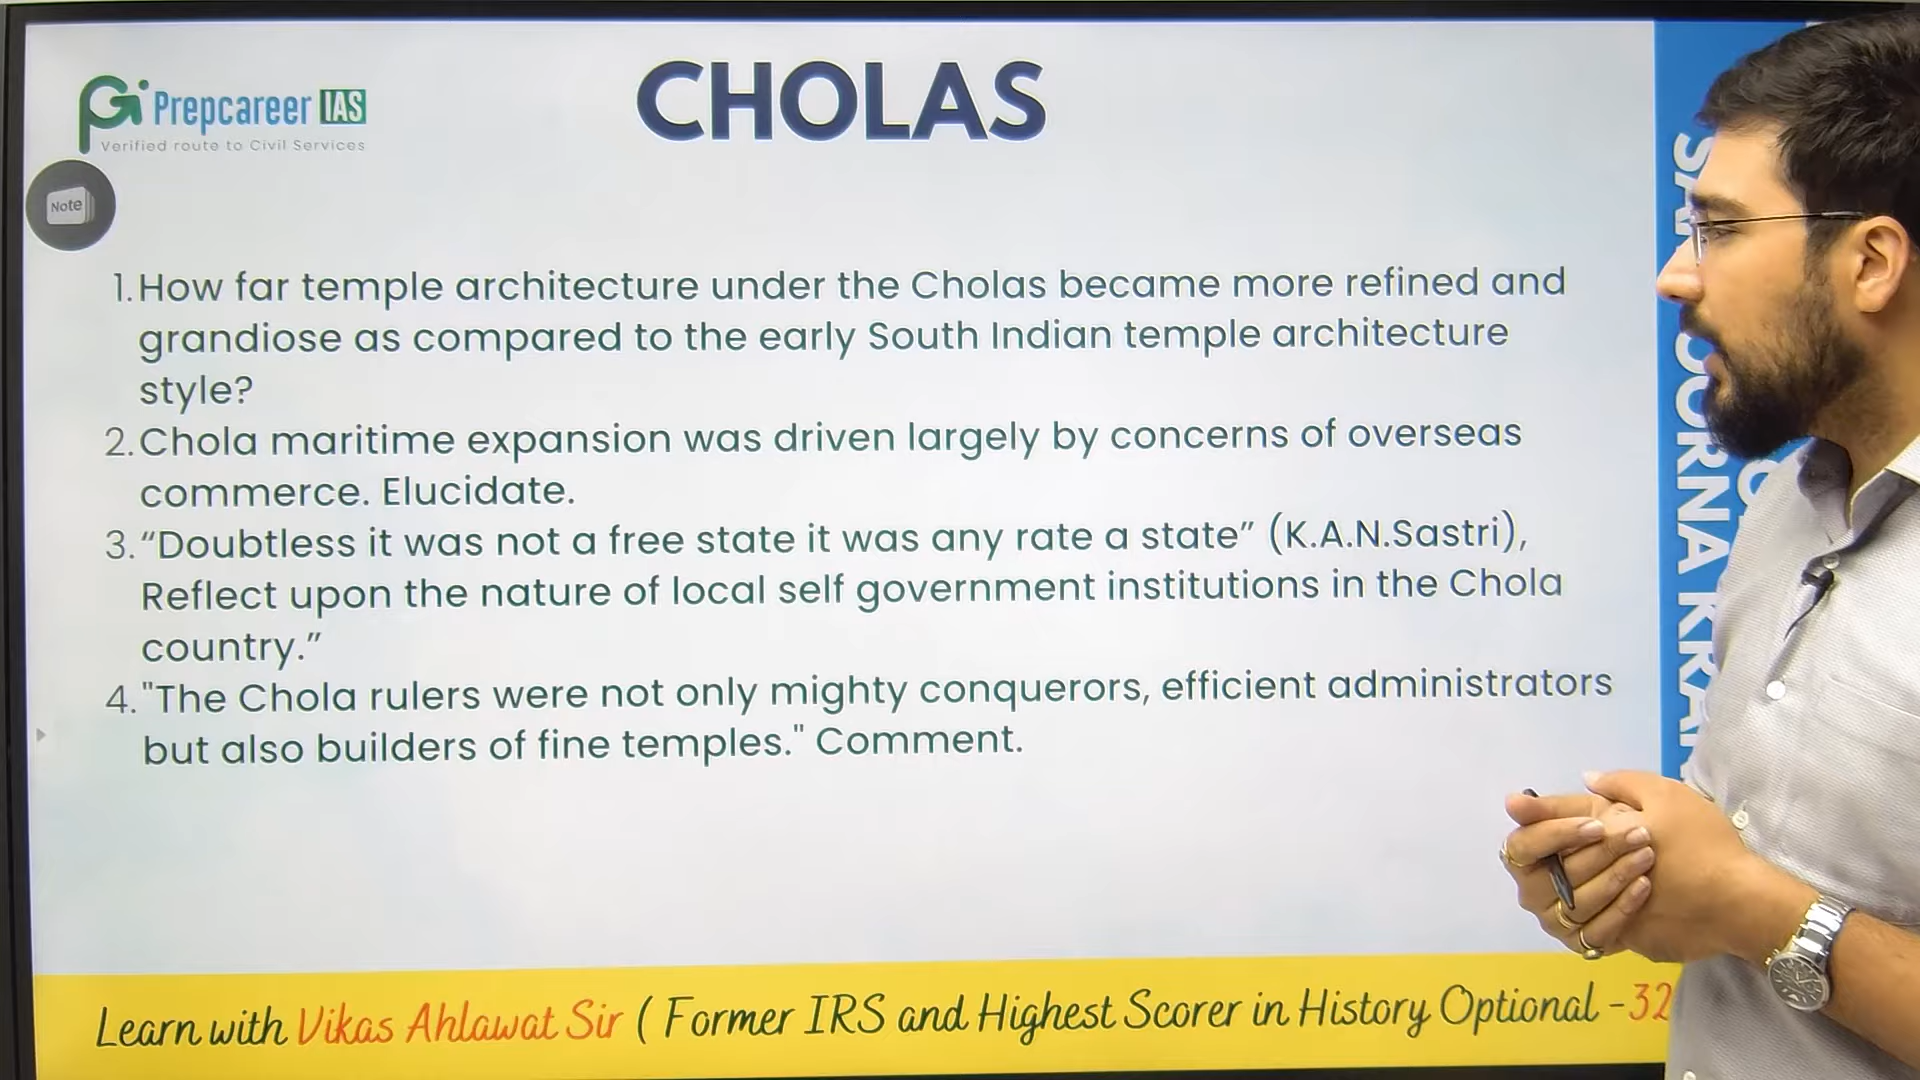 Prepcareer IAS
Verified route to Civil Services
CHOLAS
Note
1. How far temple architecture under the Cholas became more refined and
grandiose as compared to the early South Indian temple architecture
style?
2. Chola maritime expansion was driven largely by concerns of overseas
commerce. Elucidate.
3. “Doubtless it was not a free state it was any rate a state” (K.A.N.Sastri),
Reflect upon the nature of local self government institutions in the Chola
country.”
4. "The Chola rulers were not only mighty conquerors, efficient administrators
but also builders of fine temples." Comment.
Learn with Vikas Ahlawat Sir ( Former IRS and Highest Scorer in History Optional -32